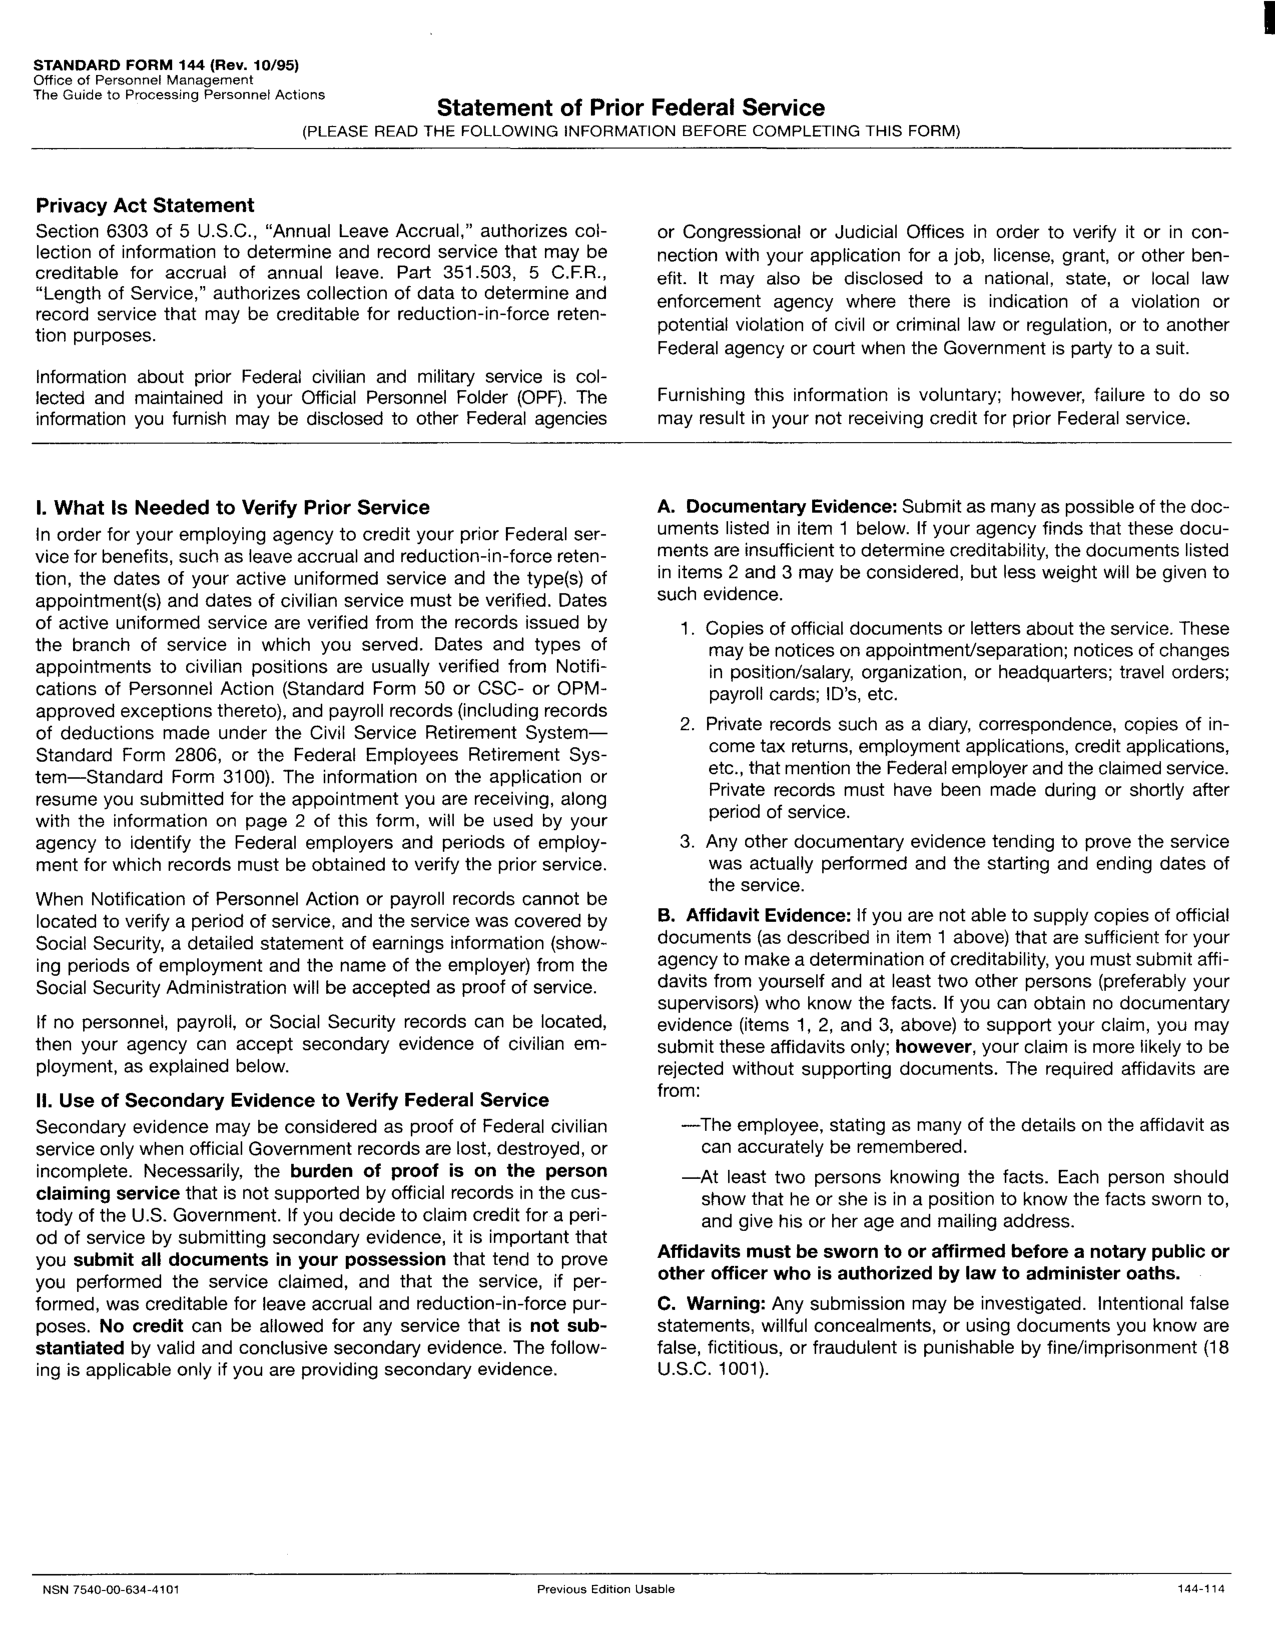 STANDARD FORM 144 (Rev. 10/95)
Office of Personnel Management
The Guide to Processing Personnel Actions
Statement of Prior Federal Service
(PLEASE READ THE FOLLOWING INFORMATION BEFORE COMPLETING THIS FORM)
Privacy Act Statement
Section 6303 of 5 U.S.C., “Annual Leave Accrual,” authorizes col-
lection of information to determine and record service that may be
creditable for accrual of annual leave. Part 351.503, 5 C.F.R.,
“Length of Service,” authorizes collection of data to determine and
record service that may be creditable for reduction-in-force reten-
tion purposes.
Information about prior Federal civilian and military service is col-
lected and maintained in your Official Personnel Folder (OPF). The
information you furnish may be disclosed to other Federal agencies
or Congressional or Judicial Offices in order to verify it or in con-
nection with your application for a job, license, grant, or other ben-
efit. It may also be disclosed to a national, state, or local law
enforcement agency where there is indication of a violation or
potential violation of civil or criminal law or regulation, or to another
Federal agency or court when the Government is party to a suit.
Furnishing this information is voluntary; however, failure to do so
may result in your not receiving credit for prior Federal service.
I. What Is Needed to Verify Prior Service
In order for your employing agency to credit your prior Federal ser-
vice for benefits, such as leave accrual and reduction-in-force reten-
tion, the dates of your active uniformed service and the type(s) of
appointment(s) and dates of civilian service must be verified. Dates
of active uniformed service are verified from the records issued by
the branch of service in which you served. Dates and types of
appointments to civilian positions are usually verified from Notifi-
cations of Personnel Action (Standard Form 50 or CSC- or OPM-
approved exceptions thereto), and payroll records (including records
of deductions made under the Civil Service Retirement System—
Standard Form 2806, or the Federal Employees Retirement Sys-
tem—Standard Form 3100). The information on the application or
resume you submitted for the appointment you are receiving, along
with the information on page 2 of this form, will be used by your
agency to identify the Federal employers and periods of employ-
ment for which records must be obtained to verify the prior service.
When Notification of Personnel Action or payroll records cannot be
located to verify a period of service, and the service was covered by
Social Security, a detailed statement of earnings information (show-
ing periods of employment and the name of the employer) from the
Social Security Administration will be accepted as proof of service.
If no personnel, payroll, or Social Security records can be located,
then your agency can accept secondary evidence of civilian em-
ployment, as explained below.
II. Use of Secondary Evidence to Verify Federal Service
Secondary evidence may be considered as proof of Federal civilian
service only when official Government records are lost, destroyed, or
incomplete. Necessarily, the burden of proof is on the person
claiming service that is not supported by official records in the cus-
tody of the U.S. Government. If you decide to claim credit for a peri-
od of service by submitting secondary evidence, it is important that
you submit all documents in your possession that tend to prove
you performed the service claimed, and that the service, if per-
formed, was creditable for leave accrual and reduction-in-force pur-
poses. No credit can be allowed for any service that is not sub-
stantiated by valid and conclusive secondary evidence. The follow-
ing is applicable only if you are providing secondary evidence.
A. Documentary Evidence: Submit as many as possible of the doc-
uments listed in item 1 below. If your agency finds that these docu-
ments are insufficient to determine creditability, the documents listed
in items 2 and 3 may be considered, but less weight will be given to
such evidence.
1. Copies of official documents or letters about the service. These
may be notices on appointment/separation; notices of changes
in position/salary, organization, or headquarters; travel orders;
payroll cards; ID's, etc.
2. Private records such as a diary, correspondence, copies of in-
come tax returns, employment applications, credit applications,
etc., that mention the Federal employer and the claimed service.
Private records must have been made during or shortly after
period of service.
3. Any other documentary evidence tending to prove the service
was actually performed and the starting and ending dates of
the service.
B. Affidavit Evidence: If you are not able to supply copies of official
documents (as described in item 1 above) that are sufficient for your
agency to make a determination of creditability, you must submit affi-
davits from yourself and at least two other persons (preferably your
supervisors) who know the facts. If you can obtain no documentary
evidence (items 1, 2, and 3, above) to support your claim, you may
submit these affidavits only; however, your claim is more likely to be
rejected without supporting documents. The required affidavits are
from:
—The employee, stating as many of the details on the affidavit as
can accurately be remembered.
—At least two persons knowing the facts. Each person should
show that he or she is in a position to know the facts sworn to,
and give his or her age and mailing address.
Affidavits must be sworn to or affirmed before a notary public or
other officer who is authorized by law to administer oaths.
C. Warning: Any submission may be investigated. Intentional false
statements, willful concealments, or using documents you know are
false, fictitious, or fraudulent is punishable by fine/imprisonment (18
U.S.C. 1001).
NSN 7540-00-634-4101
Previous Edition Usable
144-114